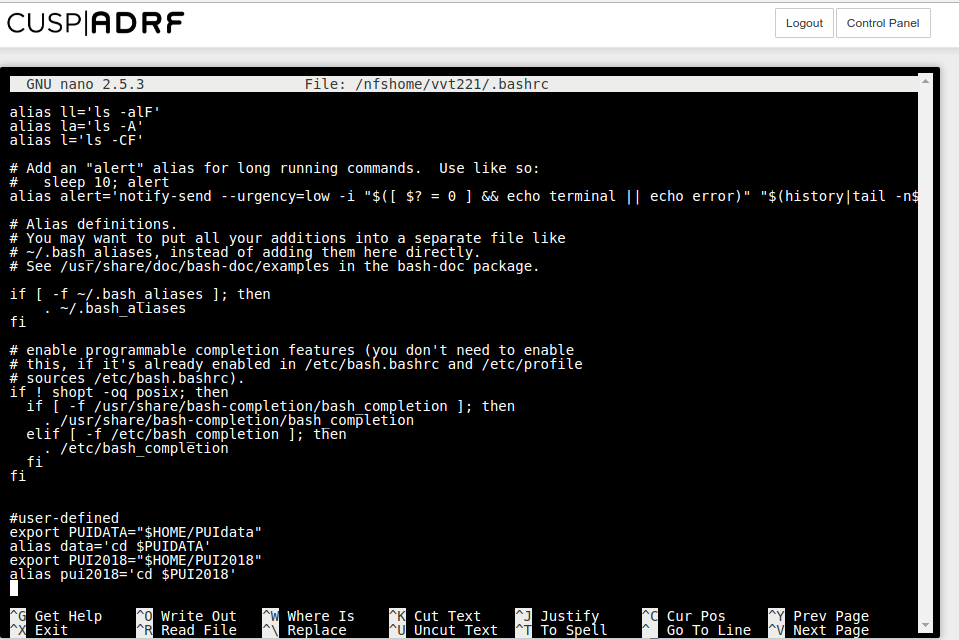 CUSP|ADRF
Logout
Control Panel
GNU nano 2.5.3 File: /nfshome/vvt221/.bashrc
alias ll='ls -alF'
alias la='ls -A'
alias l='ls -CF'
# Add an "alert" alias for long running commands.  Use like so:
#   sleep 10; alert
alias alert='notify-send --urgency=low -i "$([ $? = 0 ] && echo terminal || echo error)" "$(history|tail -n$
# Alias definitions.
# You may want to put all your additions into a separate file like
# ~/.bash_aliases, instead of adding them here directly.
# See /usr/share/doc/bash-doc/examples in the bash-doc package.
if [ -f ~/.bash_aliases ]; then
    . ~/.bash_aliases
fi
# enable programmable completion features (you don't need to enable
# this, if it's already enabled in /etc/bash.bashrc and /etc/profile
# sources /etc/bash.bashrc).
if ! shopt -oq posix; then
  if [ -f /usr/share/bash-completion/bash_completion ]; then
    . /usr/share/bash-completion/bash_completion
  elif [ -f /etc/bash_completion ]; then
    . /etc/bash_completion
  fi
fi
#user-defined
export PUIDATA="$HOME/PUIdata"
alias data='cd $PUIDATA'
export PUI2018="$HOME/PUI2018"
alias pui2018='cd $PUI2018'
^G Get Help ^O Write Out ^W Where Is ^K Cut Text ^J Justify ^C Cur Pos ^Y Prev Page
^X Exit ^R Read File ^\ Replace ^U Uncut Text ^T To Spell ^_ Go To Line ^V Next Page